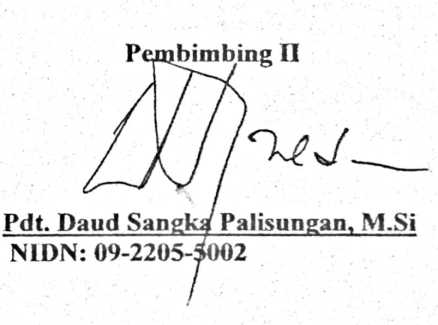 Pembimbing II
Pdt. Daud Sangka Palisungan, M.Si
NIDN: 09-2205-5002